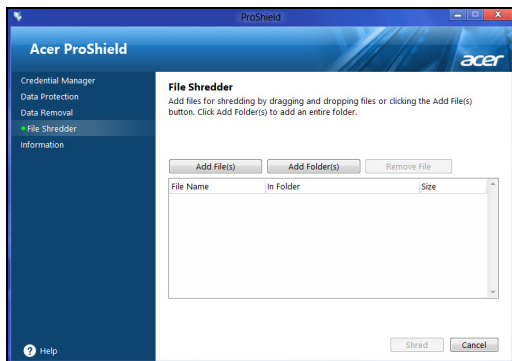 ProShield
Acer ProShield
acer
Credential Manager
Data Protection
Data Removal
File Shredder
Information
File Shredder
Add files for shredding by dragging and dropping files or clicking the Add File(s)
button. Click Add Folder(s) to add an entire folder.
Add File(s) Add Folder(s) Remove File
File Name In Folder Size
Shred Cancel
? Help